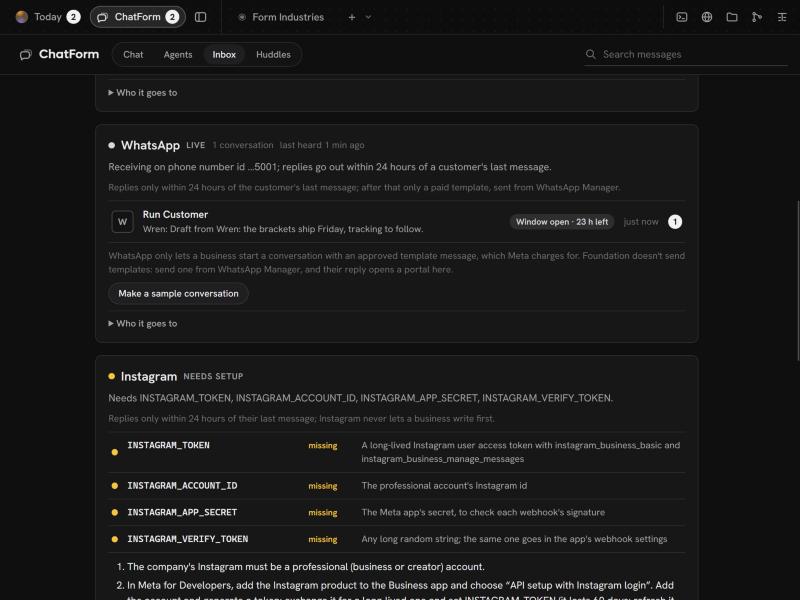 Today 2 ChatForm 2 Form Industries
ChatForm Chat Agents Inbox Huddles Search messages
Who it goes to
WhatsApp LIVE 1 conversation last heard 1 min ago
Receiving on phone number id …5001; replies go out within 24 hours of a customer's last message.
Replies only within 24 hours of the customer's last message; after that only a paid template, sent from WhatsApp Manager.
W Run Customer
Wren: Draft from Wren: the brackets ship Friday, tracking to follow.
Window open · 23 h left just now 1
WhatsApp only lets a business start a conversation with an approved template message, which Meta charges for. Foundation doesn't send
templates: send one from WhatsApp Manager, and their reply opens a portal here.
Make a sample conversation
Who it goes to
Instagram NEEDS SETUP
Needs INSTAGRAM_TOKEN, INSTAGRAM_ACCOUNT_ID, INSTAGRAM_APP_SECRET, INSTAGRAM_VERIFY_TOKEN.
Replies only within 24 hours of their last message; Instagram never lets a business write first.
INSTAGRAM_TOKEN missing A long-lived Instagram user access token with instagram_business_basic and
instagram_business_manage_messages
INSTAGRAM_ACCOUNT_ID missing The professional account's Instagram id
INSTAGRAM_APP_SECRET missing The Meta app's secret, to check each webhook's signature
INSTAGRAM_VERIFY_TOKEN missing Any long random string; the same one goes in the app's webhook settings
1. The company's Instagram must be a professional (business or creator) account.
2. In Meta for Developers, add the Instagram product to the Business app and choose “API setup with Instagram login”. Add